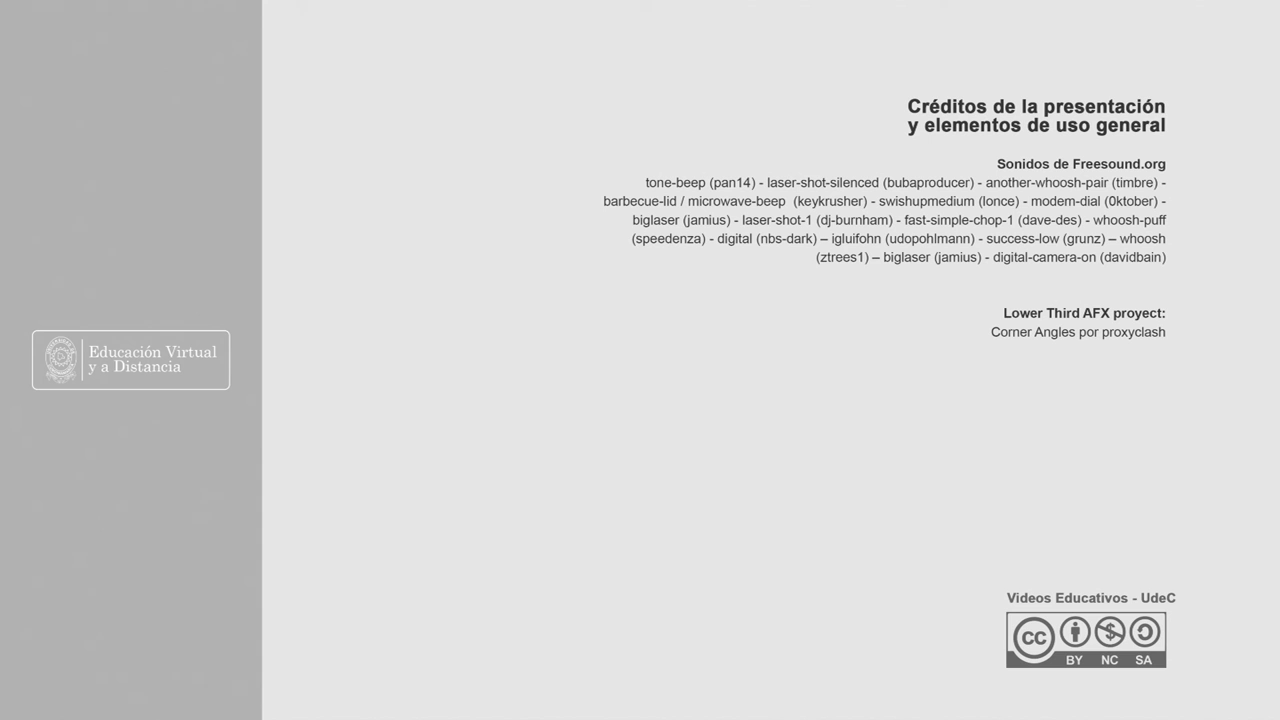 Créditos de la presentación
y elementos de uso general
Sonidos de Freesound.org
tone-beep (pan14) - laser-shot-silenced (bubaproducer) - another-whoosh-pair (timbre) -
barbecue-lid / microwave-beep  (keykrusher) - swishupmedium (lonce) - modem-dial (0ktober) -
biglaser (jamius) - laser-shot-1 (dj-burnham) - fast-simple-chop-1 (dave-des) - whoosh-puff
(speedenza) - digital (nbs-dark) – igluifohn (udopohlmann) - success-low (grunz) – whoosh
(ztrees1) – biglaser (jamius) - digital-camera-on (davidbain)
Lower Third AFX proyect:
Corner Angles por proxyclash
Educación Virtual
y a Distancia
Videos Educativos - UdeC
cc
BY NC SA